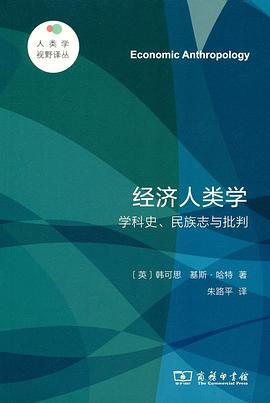 人类学
视野译丛
Economic Anthropology
经济人类学
学科史、民族志与批判
〔英〕韩可思 基斯·哈特 著
朱路平 译
商务印书馆
The Commercial Press